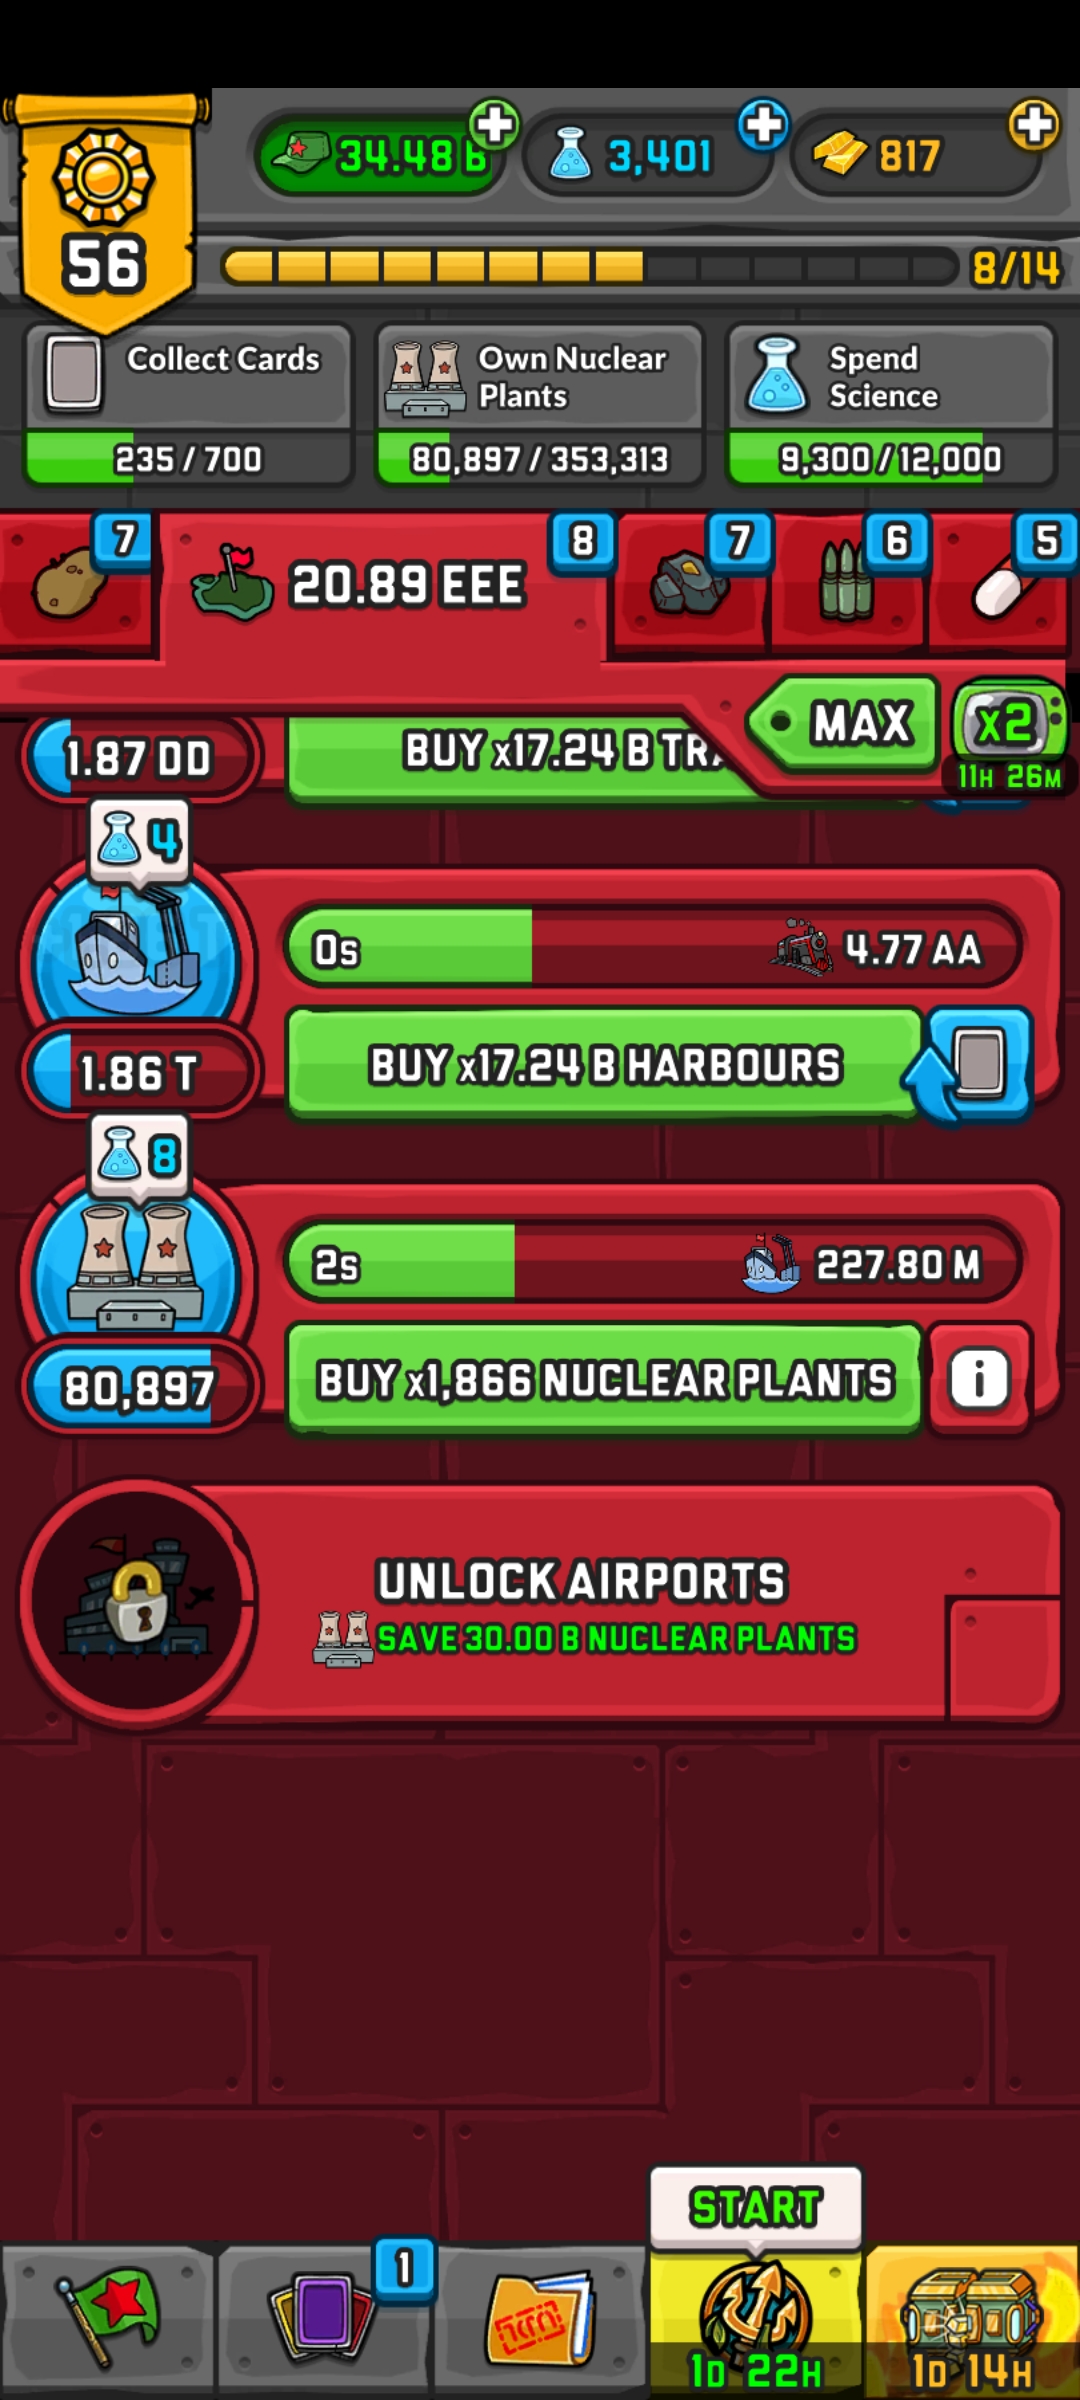 34.48 B
3,401
817
56
8/14
Collect Cards
235/700
Own Nuclear
Plants
80,897/353,313
Spend
Science
9,300/12,000
7
20.89 EEE
8
7
6
5
MAX
x2
11H 26M
1.87 DD
BUY x17.24 B
4
0s
4.77 AA
1.86 T
BUY x17.24 B HARBOURS
8
2s
227.80 M
80,897
BUY x1,866 NUCLEAR PLANTS
i
UNLOCK AIRPORTS
SAVE 30.00 B NUCLEAR PLANTS
START
1
1D 22H
1D 14H